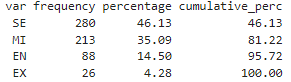 var frequency percentage cumulative_perc
SE 280 46.13 46.13
MI 213 35.09 81.22
EN 88 14.50 95.72
EX 26 4.28 100.00